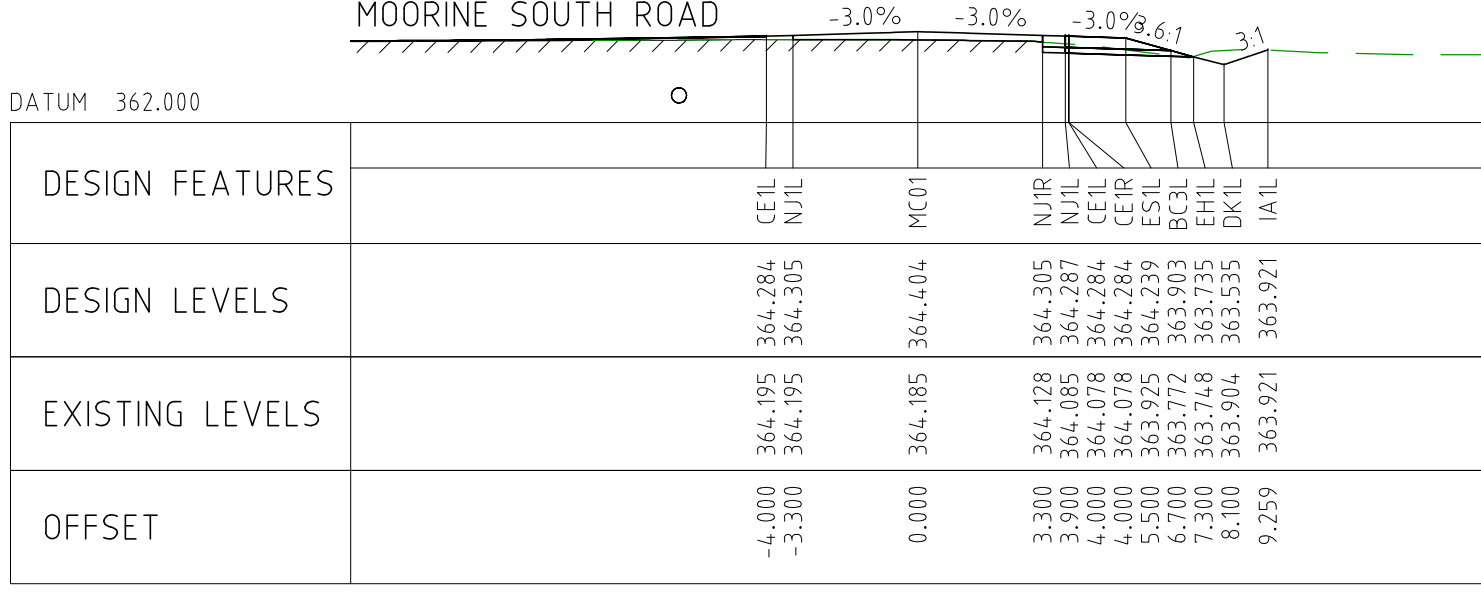 MOORINE SOUTH ROAD
-3.0% -3.0% -3.0% 3.6:1 3:1
DATUM 362.000
DESIGN FEATURES CE1L NJ1L MC01 NJ1R NJ1L CE1L CE1R ES1L BC3L EH1L DK1L IA1L
DESIGN LEVELS 364.284 364.305 364.404 364.305 364.287 364.284 364.284 364.239 363.903 363.735 363.535 363.921
EXISTING LEVELS 364.195 364.195 364.185 364.128 364.085 364.078 364.078 363.925 363.772 363.748 363.904 363.921
OFFSET -4.000 -3.300 0.000 3.300 3.900 4.000 4.000 5.500 6.700 7.300 8.100 9.259